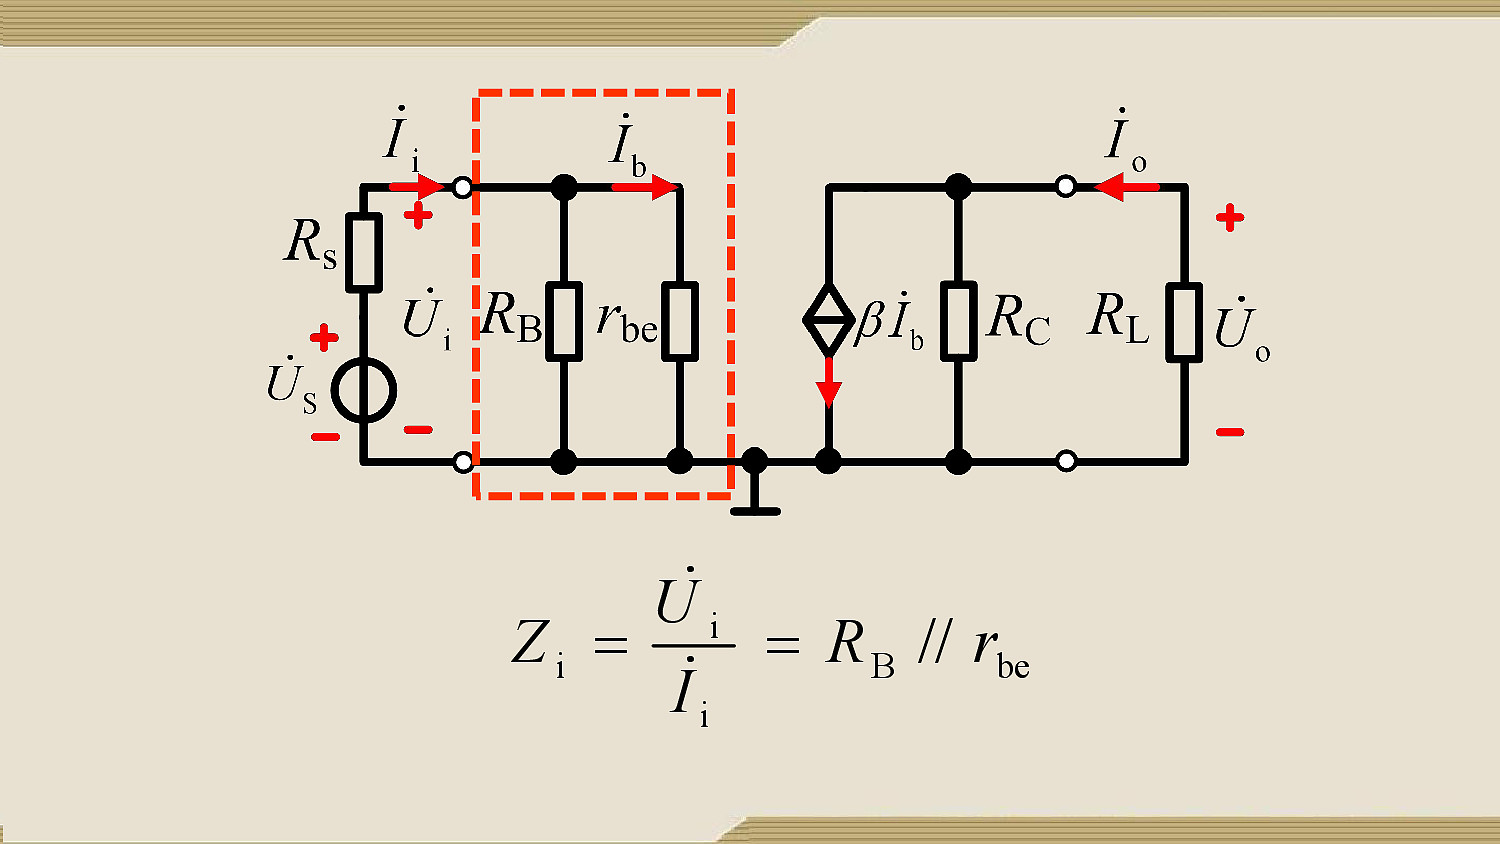 İ_i
İ_b
İ_o
+
+
R_s
U̇_i
R_B
r_be
βİ_b
R_C
R_L
U̇_o
+
U̇_S
−
−
−
Z_i = U̇_i / İ_i = R_B // r_be